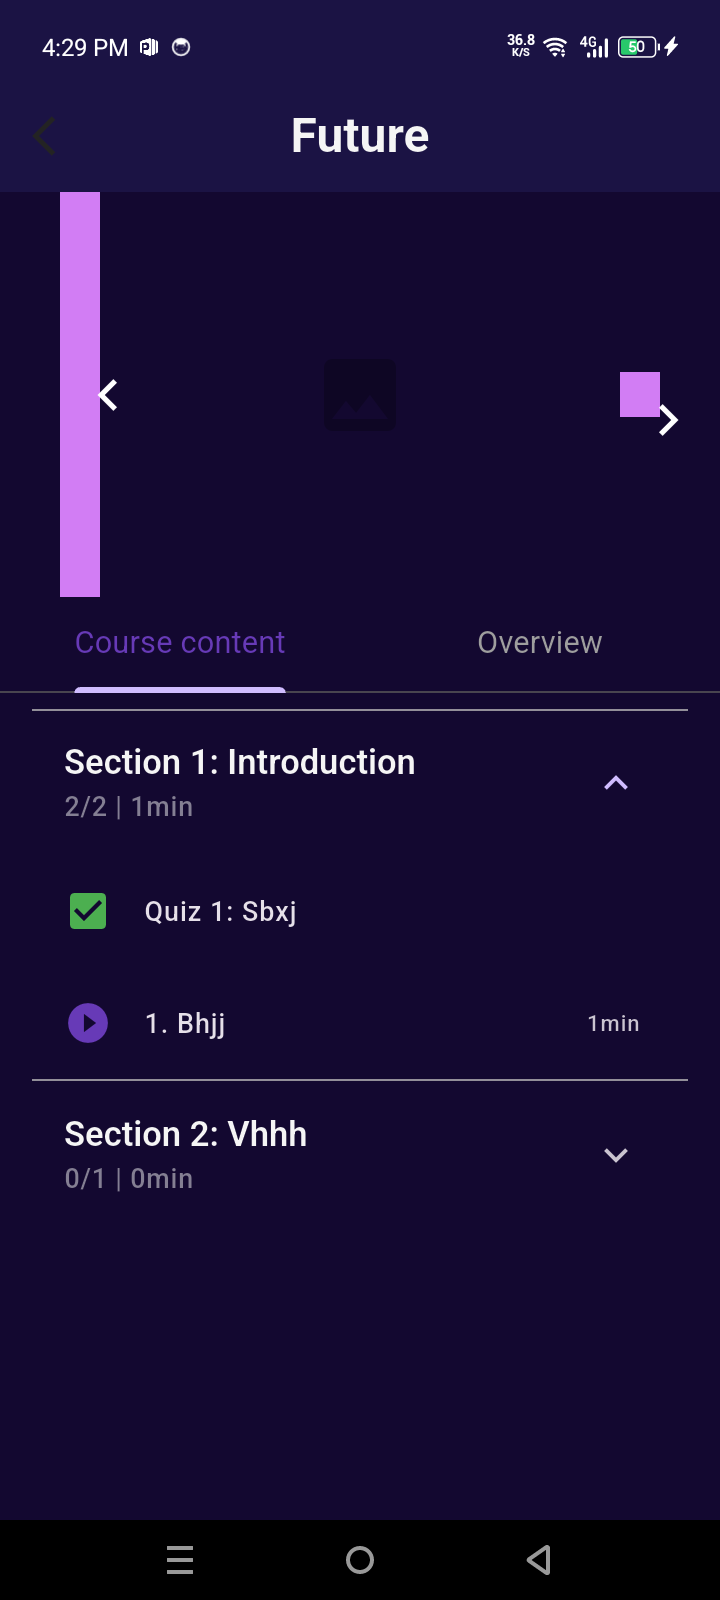 4:29 PM
36.8
K/S
4G
50
Future
Course content
Overview
Section 1: Introduction
2/2 | 1min
Quiz 1: Sbxj
1. Bhjj
1min
Section 2: Vhhh
0/1 | 0min